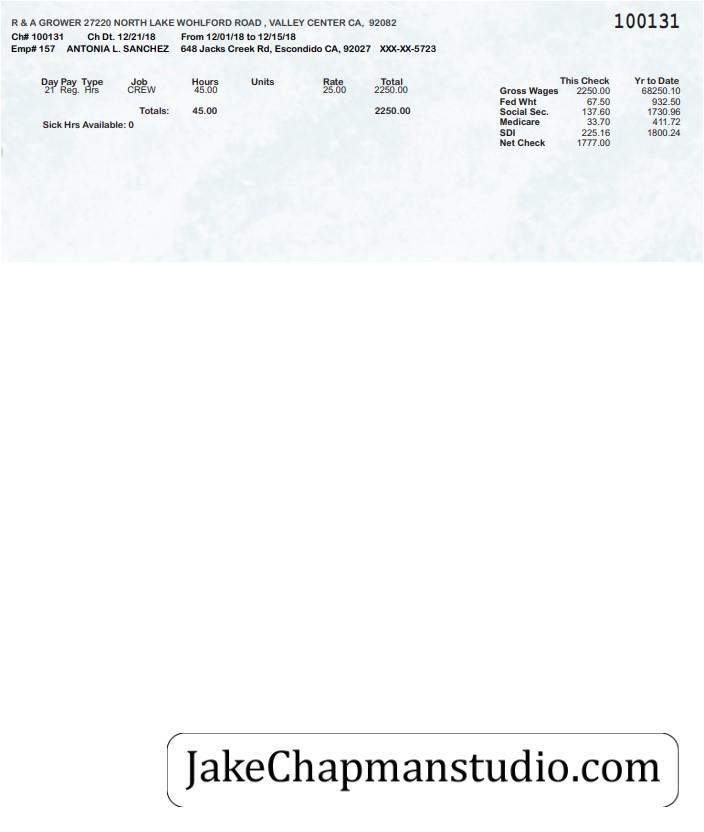 R & A GROWER 27220 NORTH LAKE WOHLFORD ROAD , VALLEY CENTER CA, 92082
100131
Ch# 100131 Ch Dt. 12/21/18 From 12/01/18 to 12/15/18
Emp# 157 ANTONIA L. SANCHEZ 648 Jacks Creek Rd, Escondido CA, 92027 XXX-XX-5723
Day Pay Type Job Hours Units Rate Total
21 Reg. Hrs CREW 45.00 25.00 2250.00
Totals: 45.00 2250.00
Sick Hrs Available: 0
This Check Yr to Date
Gross Wages 2250.00 68250.10
Fed Wht 67.50 932.50
Social Sec. 137.60 1730.96
Medicare 33.70 411.72
SDI 225.16 1800.24
Net Check 1777.00
JakeChapmanstudio.com